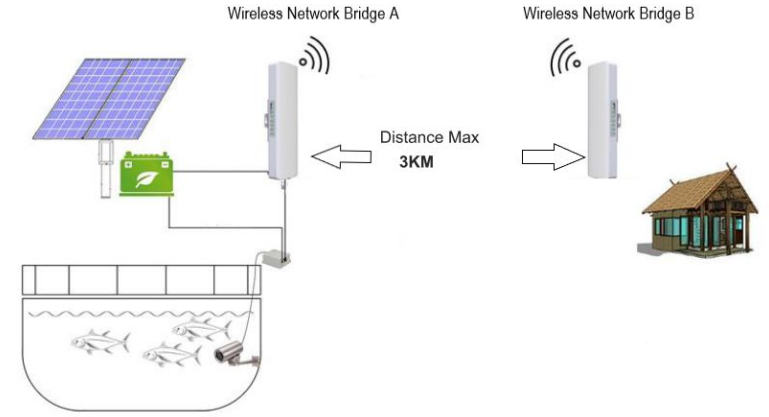 Wireless Network Bridge A
Wireless Network Bridge B
Distance Max
3KM